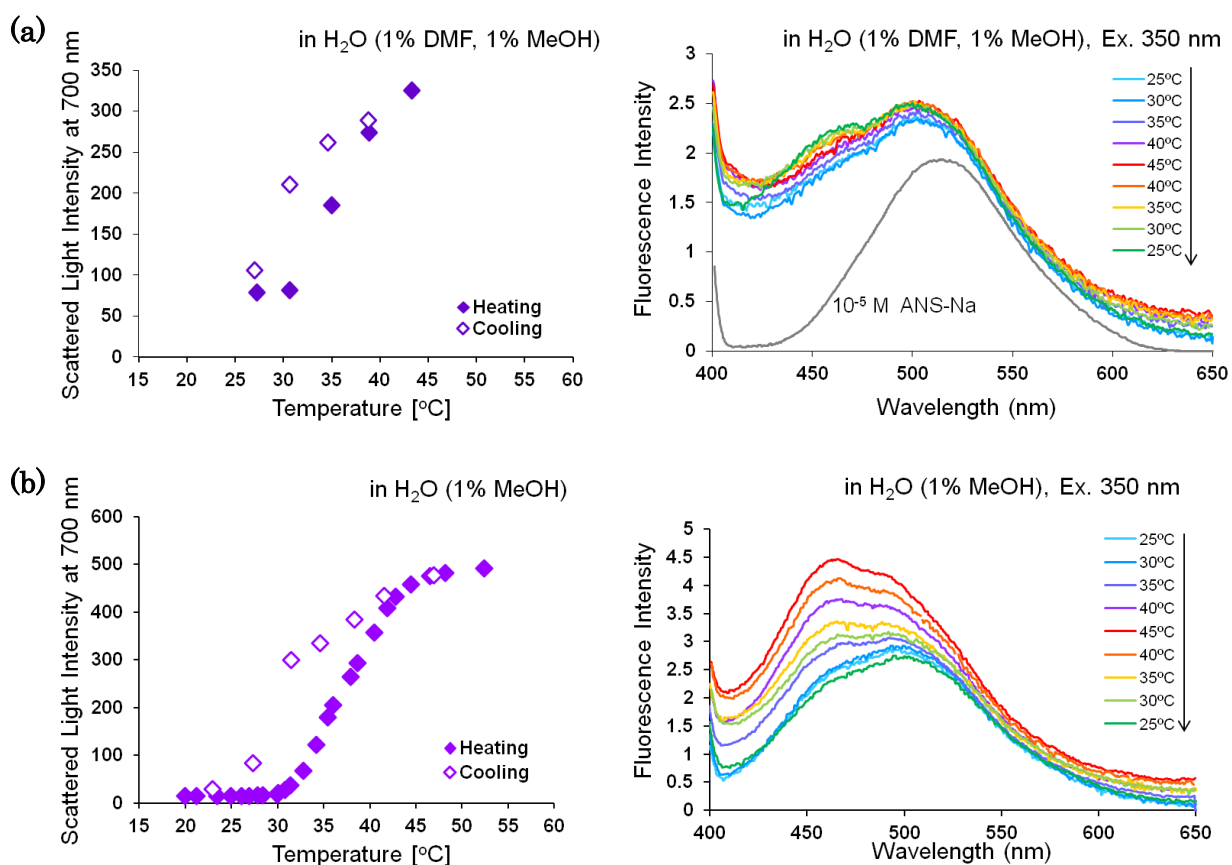 (a)
in H₂O (1% DMF, 1% MeOH)
Scattered Light Intensity at 700 nm
350
300
250
200
150
100
50
0
15 20 25 30 35 40 45 50 55 60
Temperature [ºC]
Heating
Cooling
in H₂O (1% DMF, 1% MeOH), Ex. 350 nm
Fluorescence Intensity
3
2.5
2
1.5
1
0.5
0
400 450 500 550 600 650
Wavelength (nm)
25ºC
30ºC
35ºC
40ºC
45ºC
40ºC
35ºC
30ºC
25ºC
10⁻⁵ M ANS-Na
(b)
in H₂O (1% MeOH)
Scattered Light Intensity at 700 nm
600
500
400
300
200
100
0
15 20 25 30 35 40 45 50 55 60
Temperature [ºC]
Heating
Cooling
in H₂O (1% MeOH), Ex. 350 nm
Fluorescence Intensity
5
4.5
4
3.5
3
2.5
2
1.5
1
0.5
0
400 450 500 550 600 650
Wavelength (nm)
25ºC
30ºC
35ºC
40ºC
45ºC
40ºC
35ºC
30ºC
25ºC